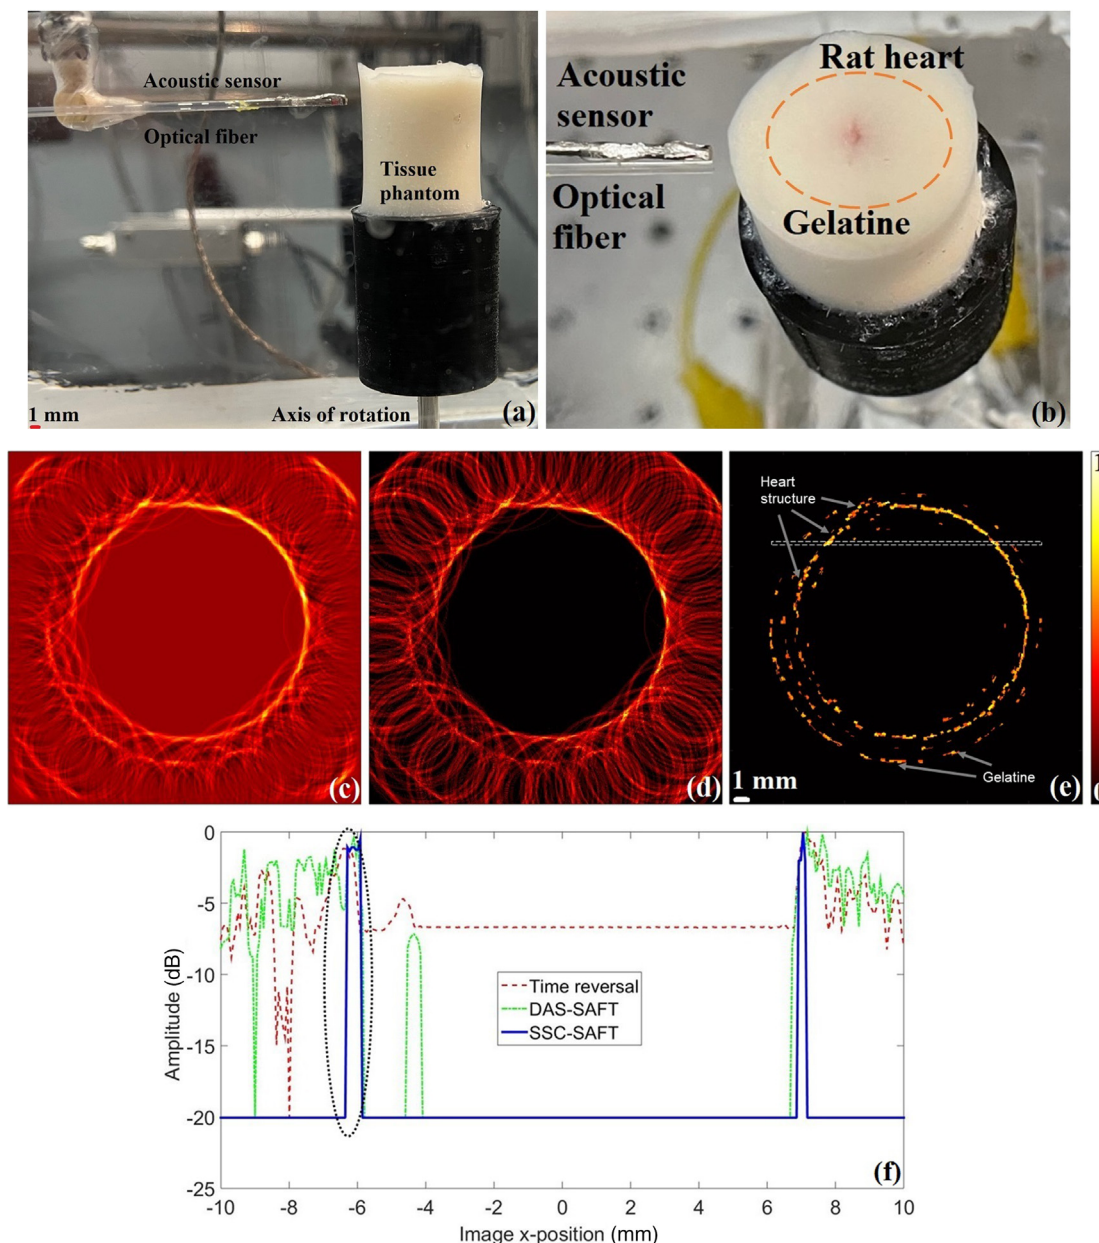 Acoustic sensor
Optical fiber
Tissue
phantom
1 mm
Axis of rotation
(a)
Rat heart
Acoustic
sensor
Optical
fiber
Gelatine
(b)
(c)
(d)
Heart
structure
Gelatine
1 mm
(e)
1
0
0
-5
-10
-15
-20
-25
Amplitude (dB)
Time reversal
DAS-SAFT
SSC-SAFT
(f)
-10 -8 -6 -4 -2 0 2 4 6 8 10
Image x-position (mm)